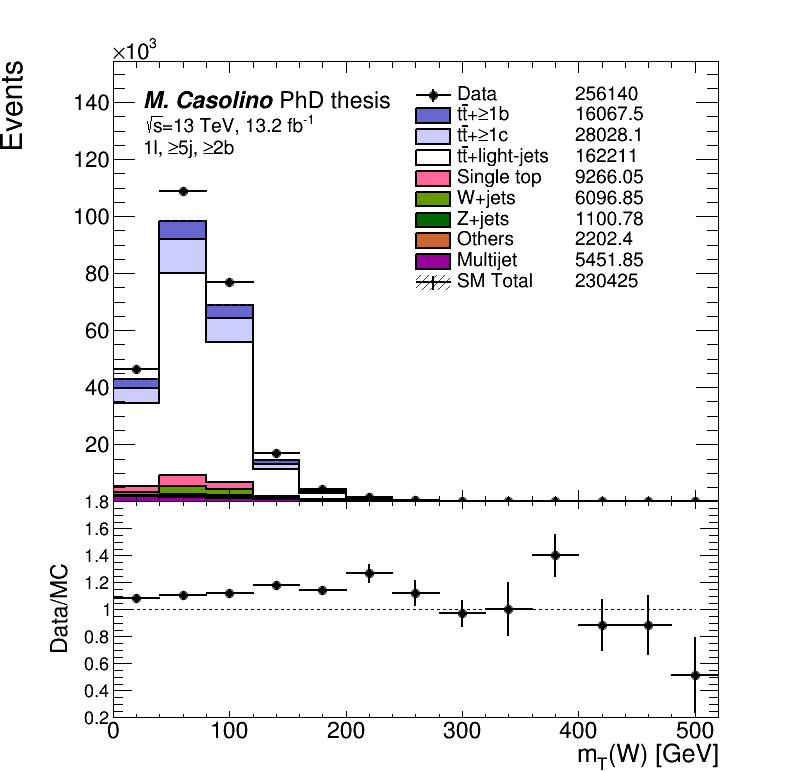 ×10³
Events
M. Casolino PhD thesis
√s=13 TeV, 13.2 fb⁻¹
1l, ≥5j, ≥2b
Data 256140
tt̄+≥1b 16067.5
tt̄+≥1c 28028.1
tt̄+light-jets 162211
Single top 9266.05
W+jets 6096.85
Z+jets 1100.78
Others 2202.4
Multijet 5451.85
SM Total 230425
140
120
100
80
60
40
20
Data/MC
1.8
1.6
1.4
1.2
1
0.8
0.6
0.4
0.2
0 100 200 300 400 500
m_T(W) [GeV]